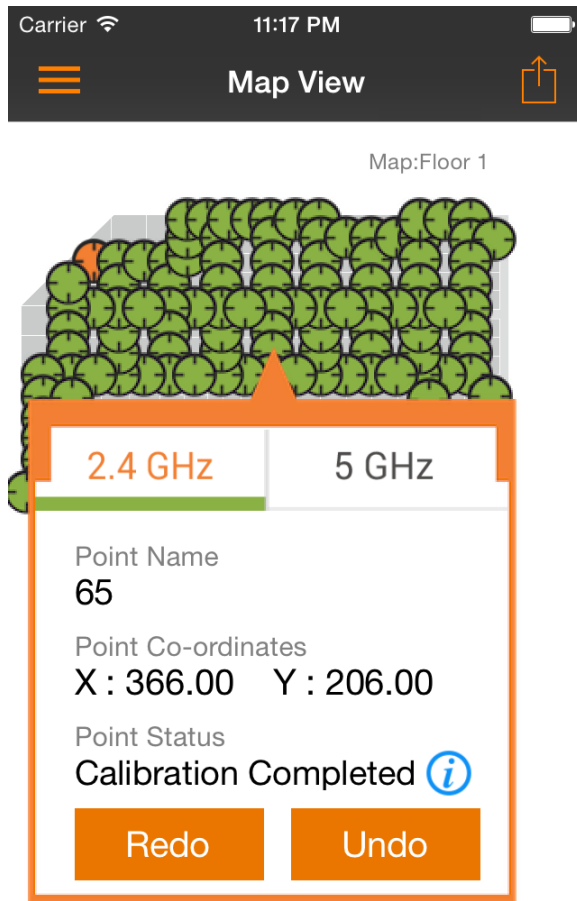 Carrier 11:17 PM
Map View
Map:Floor 1
2.4 GHz 5 GHz
Point Name
65
Point Co-ordinates
X : 366.00 Y : 206.00
Point Status
Calibration Completed i
Redo Undo